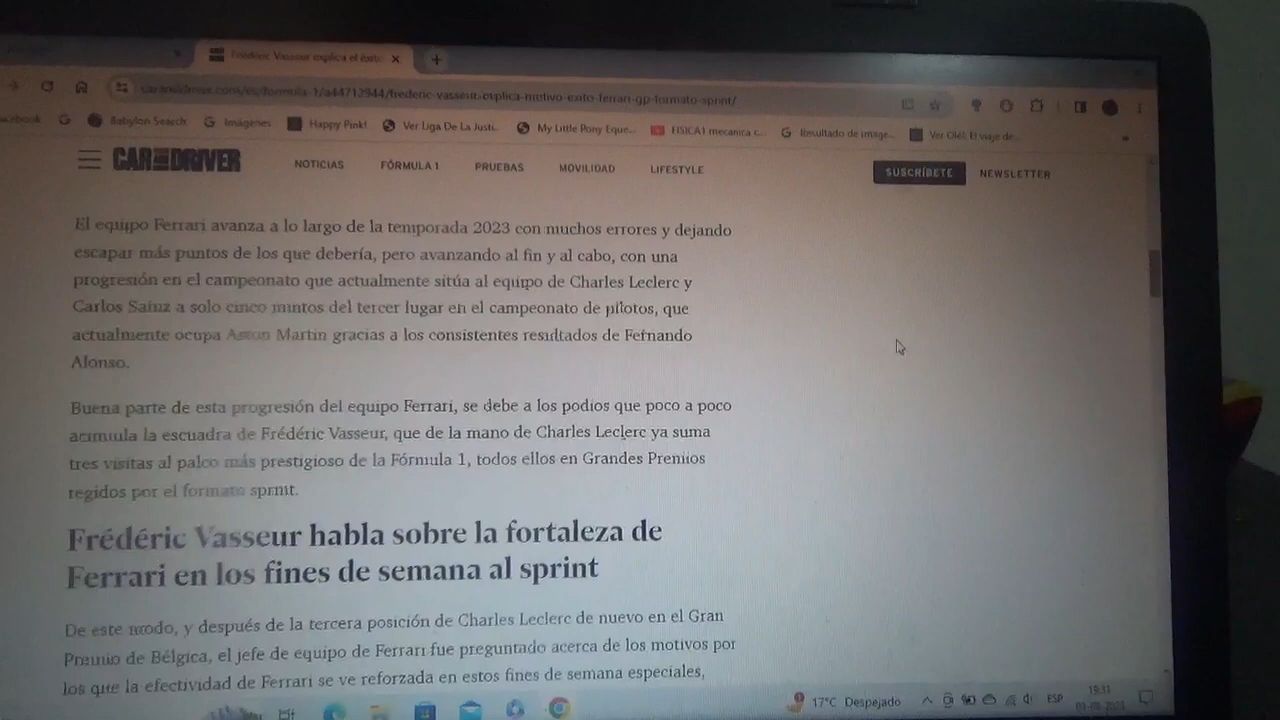 Frédéric Vasseur explica el éxito
caranddriver.com/es/formula-1/a44712944/frederic-vasseur-explica-motivo-exito-ferrari-gp-formato-sprint/
Babylon Search Imágenes Happy Pink! Ver Liga De La Justi... My Little Pony Eque... FISICA1 mecanica c... Resultado de image... Ver Olé! El viaje de...
CAR AND DRIVER NOTICIAS FÓRMULA 1 PRUEBAS MOVILIDAD LIFESTYLE SUSCRÍBETE NEWSLETTER
El equipo Ferrari avanza a lo largo de la temporada 2023 con muchos errores y dejando
escapar más puntos de los que debería, pero avanzando al fin y al cabo, con una
progresión en el campeonato que actualmente sitúa al equipo de Charles Leclerc y
Carlos Sainz a solo cinco puntos del tercer lugar en el campeonato de pilotos, que
actualmente ocupa Aston Martin gracias a los consistentes resultados de Fernando
Alonso.
Buena parte de esta progresión del equipo Ferrari, se debe a los podios que poco a poco
acumula la escuadra de Frédéric Vasseur, que de la mano de Charles Leclerc ya suma
tres visitas al palco más prestigioso de la Fórmula 1, todos ellos en Grandes Premios
regidos por el formato sprint.
Frédéric Vasseur habla sobre la fortaleza de
Ferrari en los fines de semana al sprint
De este modo, y después de la tercera posición de Charles Leclerc de nuevo en el Gran
Premio de Bélgica, el jefe de equipo de Ferrari fue preguntado acerca de los motivos por
los que la efectividad de Ferrari se ve reforzada en estos fines de semana especiales,
17°C Despejado ESP 19:31